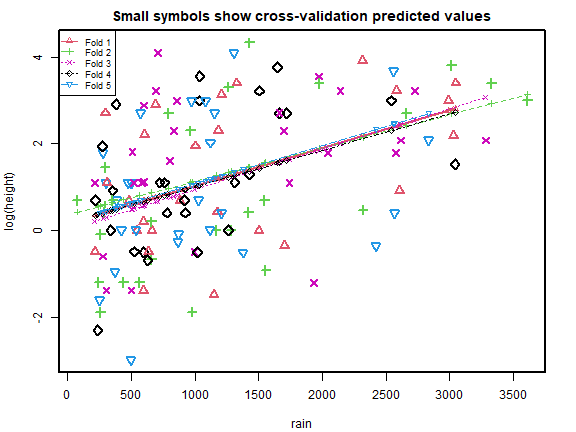 Small symbols show cross-validation predicted values
Fold 1
Fold 2
Fold 3
Fold 4
Fold 5
log(height)
4
2
0
-2
0
500
1000
1500
2000
2500
3000
3500
rain